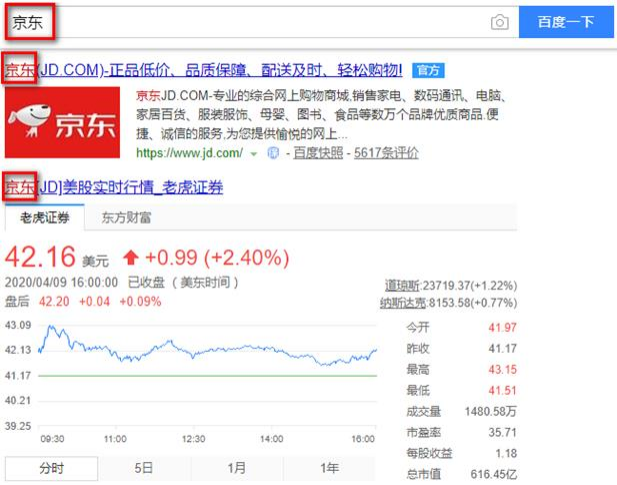 京东
百度一下
京东(JD.COM)-正品低价、品质保障、配送及时、轻松购物! 官方
京东
京东JD.COM-专业的综合网上购物商城,销售家电、数码通讯、电脑、
家居百货、服装服饰、母婴、图书、食品等数万个品牌优质商品.便
捷、诚信的服务,为您提供愉悦的网上...
https://www.jd.com/ - 百度快照 - 5617条评价
京东[JD]美股实时行情_老虎证券
老虎证券 东方财富
42.16 美元 +0.99 (+2.40%)
2020/04/09 16:00:00 已收盘 (美东时间)
盘后 42.20 +0.04 +0.09%
道琼斯:23719.37(+1.22%)
纳斯达克:8153.58(+0.77%)
43.09
42.13
41.17
40.21
39.25
09:30 11:00 12:30 14:00 16:00
今开 41.97
昨收 41.17
最高 43.15
最低 41.51
成交量 1480.58万
市盈率 35.71
每股收益 1.18
总市值 616.45亿
分时 5日 1月 1年